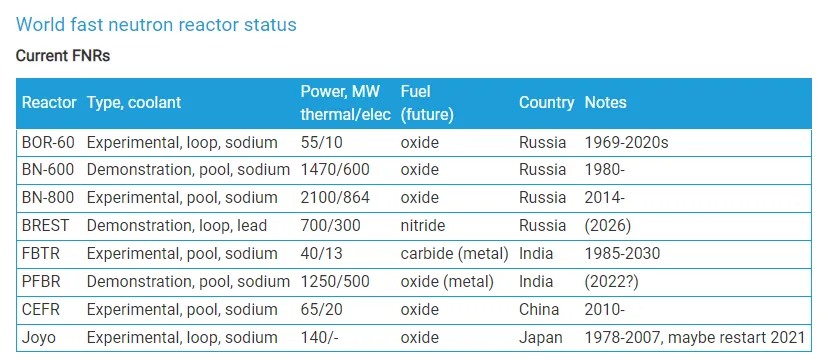 World fast neutron reactor status
Current FNRs
Reactor Type, coolant Power, MW thermal/elec Fuel (future) Country Notes
BOR-60 Experimental, loop, sodium 55/10 oxide Russia 1969-2020s
BN-600 Demonstration, pool, sodium 1470/600 oxide Russia 1980-
BN-800 Experimental, pool, sodium 2100/864 oxide Russia 2014-
BREST Demonstration, loop, lead 700/300 nitride Russia (2026)
FBTR Experimental, pool, sodium 40/13 carbide (metal) India 1985-2030
PFBR Demonstration, pool, sodium 1250/500 oxide (metal) India (2022?)
CEFR Experimental, pool, sodium 65/20 oxide China 2010-
Joyo Experimental, loop, sodium 140/- oxide Japan 1978-2007, maybe restart 2021